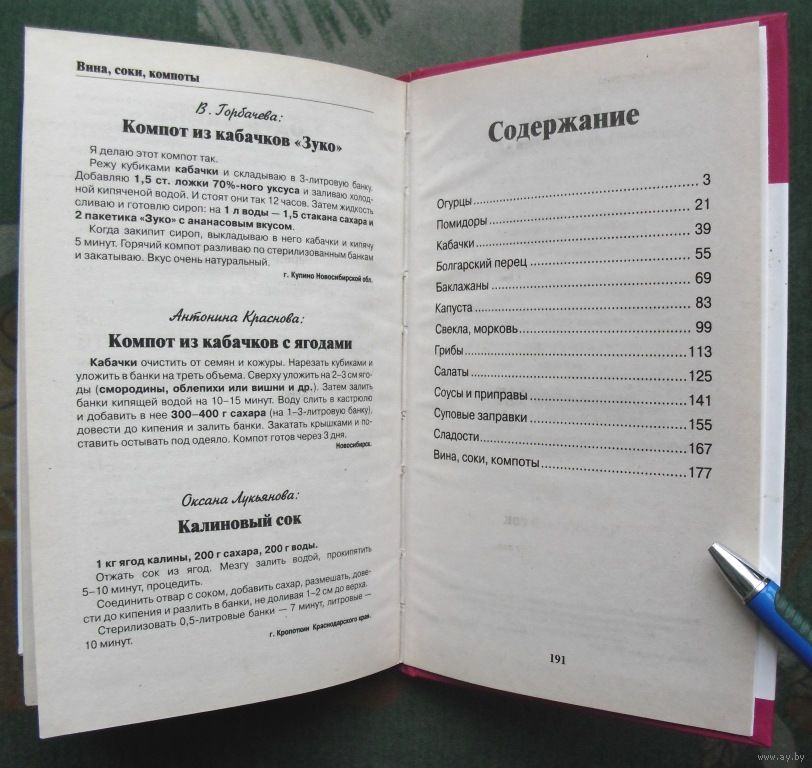 Вина, соки, компоты
В. Горбачева:
Компот из кабачков «Зуко»
Я делаю этот компот так.
Режу кубиками кабачки и складываю в 3-литровую банку.
Добавляю 1,5 ст. ложки 70%-ного уксуса и заливаю холод-
ной кипяченой водой. И стоят они так 12 часов. Затем жидкость
сливаю и готовлю сироп: на 1 л воды — 1,5 стакана сахара и
2 пакетика «Зуко» с ананасовым вкусом.
Когда закипит сироп, выкладываю в него кабачки и кипячу
5 минут. Горячий компот разливаю по стерилизованным банкам
и закатываю. Вкус очень натуральный.
г. Купино Новосибирской обл.
Антонина Краснова:
Компот из кабачков с ягодами
Кабачки очистить от семян и кожуры. Нарезать кубиками и
уложить в банки на треть объема. Сверху уложить на 2–3 см яго-
ды (смородины, облепихи или вишни и др.). Затем залить
банки кипящей водой на 10–15 минут. Воду слить в кастрюлю
и добавить в нее 300–400 г сахара (на 1–3-литровую банку),
довести до кипения и залить банки. Закатать крышками и по-
ставить остывать под одеяло. Компот готов через 3 дня.
Новосибирск.
Оксана Лукьянова:
Калиновый сок
1 кг ягод калины, 200 г сахара, 200 г воды.
Отжать сок из ягод. Мезгу залить водой, прокипятить
5–10 минут, процедить.
Соединить отвар с соком, добавить сахар, размешать, дове-
сти до кипения и разлить в банки, не доливая 1–2 см до верха.
Стерилизовать 0,5-литровые банки — 7 минут, литровые —
10 минут.
г. Кропоткин Краснодарского края.
Содержание
Огурцы 3
Помидоры 21
Кабачки 39
Болгарский перец 55
Баклажаны 69
Капуста 83
Свекла, морковь 99
Грибы 113
Салаты 125
Соусы и приправы 141
Суповые заправки 155
Сладости 167
Вина, соки, компоты 177
191
www.ay.by